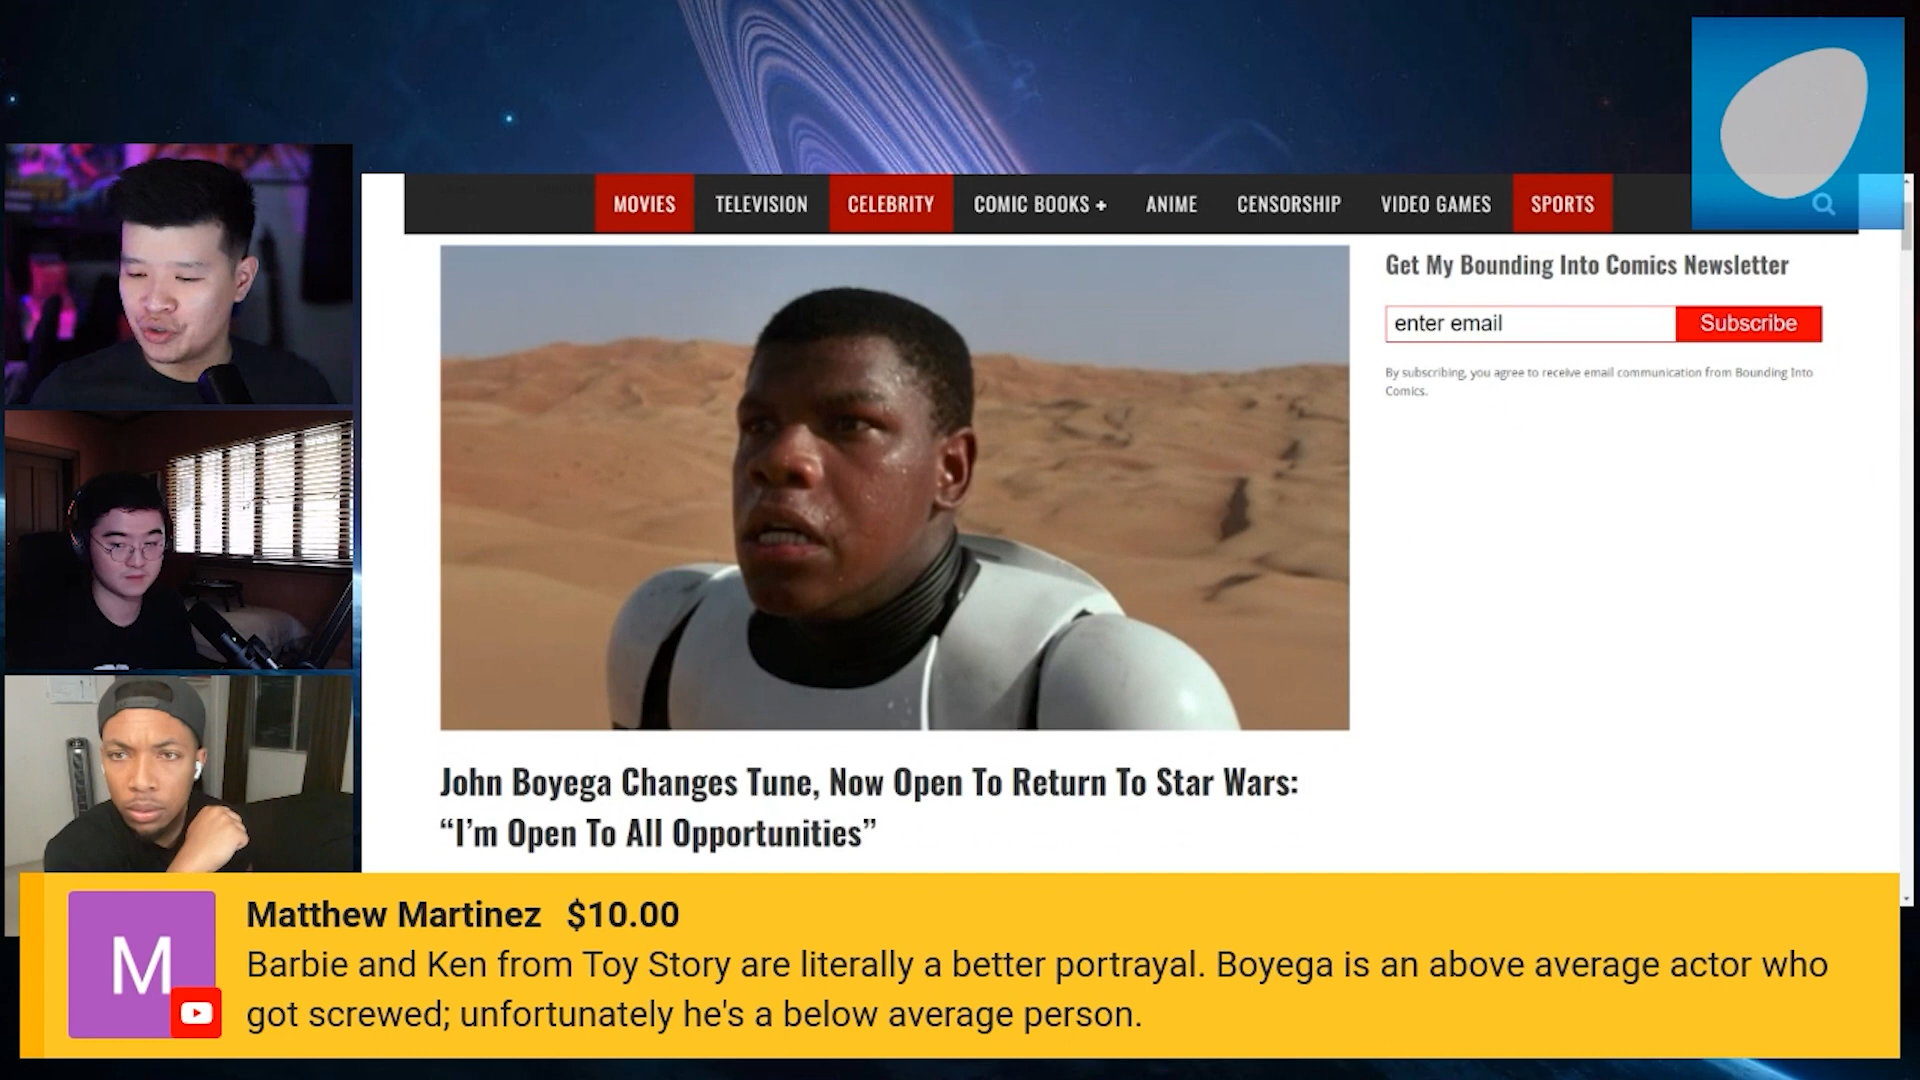 MOVIES TELEVISION CELEBRITY COMIC BOOKS + ANIME CENSORSHIP VIDEO GAMES SPORTS
Get My Bounding Into Comics Newsletter
enter email Subscribe
By subscribing, you agree to receive email communication from Bounding Into
Comics.
John Boyega Changes Tune, Now Open To Return To Star Wars:
“I’m Open To All Opportunities”
M
Matthew Martinez $10.00
Barbie and Ken from Toy Story are literally a better portrayal. Boyega is an above average actor who
got screwed; unfortunately he's a below average person.